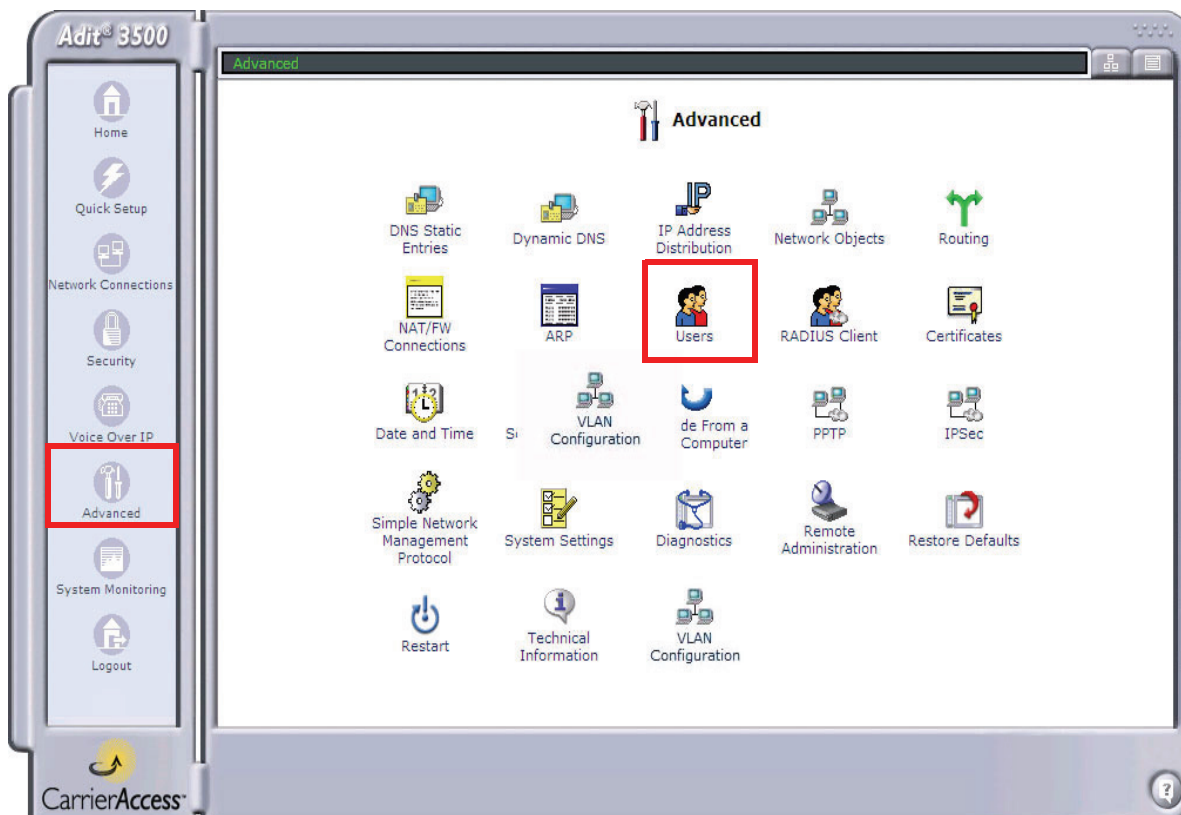 Adit® 3500
Advanced
Home
Quick Setup
Network Connections
Security
Voice Over IP
Advanced
System Monitoring
Logout
CarrierAccess™
Advanced
DNS Static
Entries
Dynamic DNS
IP Address
Distribution
Network Objects
Routing
NAT/FW
Connections
ARP
Users
RADIUS Client
Certificates
Date and Time
VLAN
Configuration
de From a
Computer
PPTP
IPSec
Simple Network
Management
Protocol
System Settings
Diagnostics
Remote
Administration
Restore Defaults
Restart
Technical
Information
VLAN
Configuration